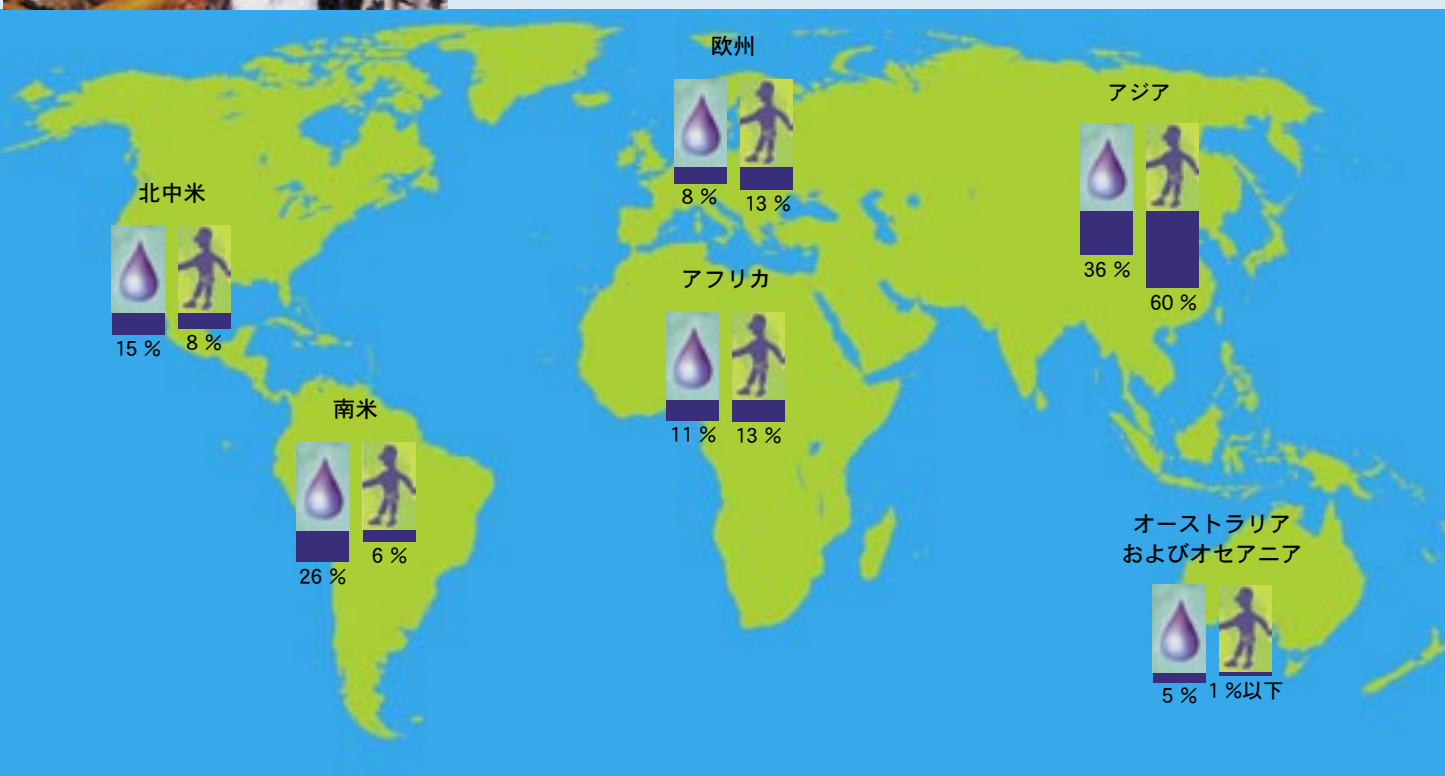 欧州
8 %
13 %
アジア
36 %
60 %
北中米
15 %
8 %
アフリカ
11 %
13 %
南米
26 %
6 %
オーストラリア
およびオセアニア
5 %
1 %以下